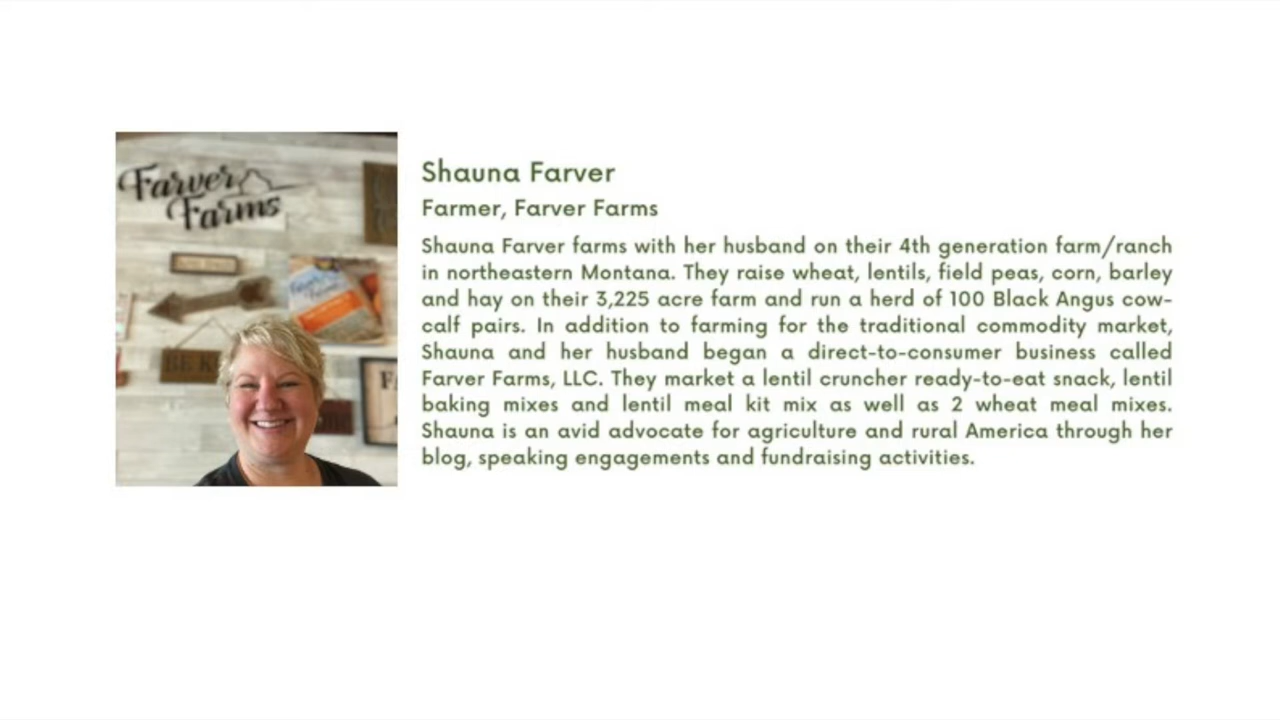 Farver
Farms
BE K
F
Shauna Farver
Farmer, Farver Farms
Shauna Farver farms with her husband on their 4th generation farm/ranch
in northeastern Montana. They raise wheat, lentils, field peas, corn, barley
and hay on their 3,225 acre farm and run a herd of 100 Black Angus cow-
calf pairs. In addition to farming for the traditional commodity market,
Shauna and her husband began a direct-to-consumer business called
Farver Farms, LLC. They market a lentil cruncher ready-to-eat snack, lentil
baking mixes and lentil meal kit mix as well as 2 wheat meal mixes.
Shauna is an avid advocate for agriculture and rural America through her
blog, speaking engagements and fundraising activities.